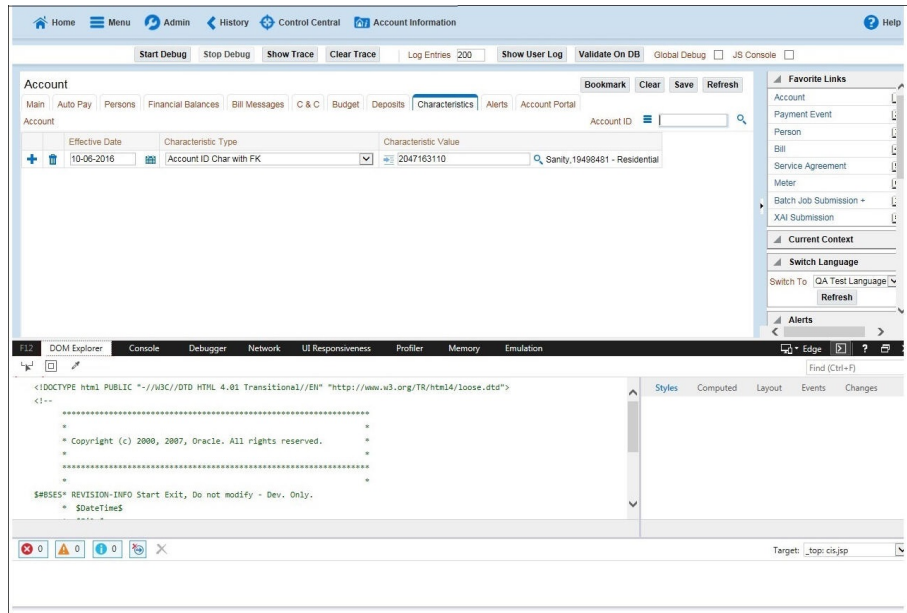 Home Menu Admin History Control Central Account Information Help
Start Debug Stop Debug Show Trace Clear Trace Log Entries 200 Show User Log Validate On DB Global Debug JS Console
Account Bookmark Clear Save Refresh
Main Auto Pay Persons Financial Balances Bill Messages C & C Budget Deposits Characteristics Alerts Account Portal
Account Account ID
Effective Date Characteristic Type Characteristic Value
10-06-2016 Account ID Char with FK 2047163110 Sanity,19498481 - Residential
Favorite Links
Account
Payment Event
Person
Bill
Service Agreement
Meter
Batch Job Submission +
XAI Submission
Current Context
Switch Language
Switch To QA Test Language
Refresh
Alerts
F12 DOM Explorer Console Debugger Network UI Responsiveness Profiler Memory Emulation Edge ?
Find (Ctrl+F)
<!DOCTYPE html PUBLIC "-//W3C//DTD HTML 4.01 Transitional//EN" "http://www.w3.org/TR/html4/loose.dtd">
<!--
**********************************************************************
* *
* Copyright (c) 2000, 2007, Oracle. All rights reserved. *
* *
**********************************************************************
*
$#BSES* REVISION-INFO Start Exit, Do not modify - Dev. Only.
* $DateTime$
Styles Computed Layout Events Changes
0 0 0
Target: _top: cis.jsp